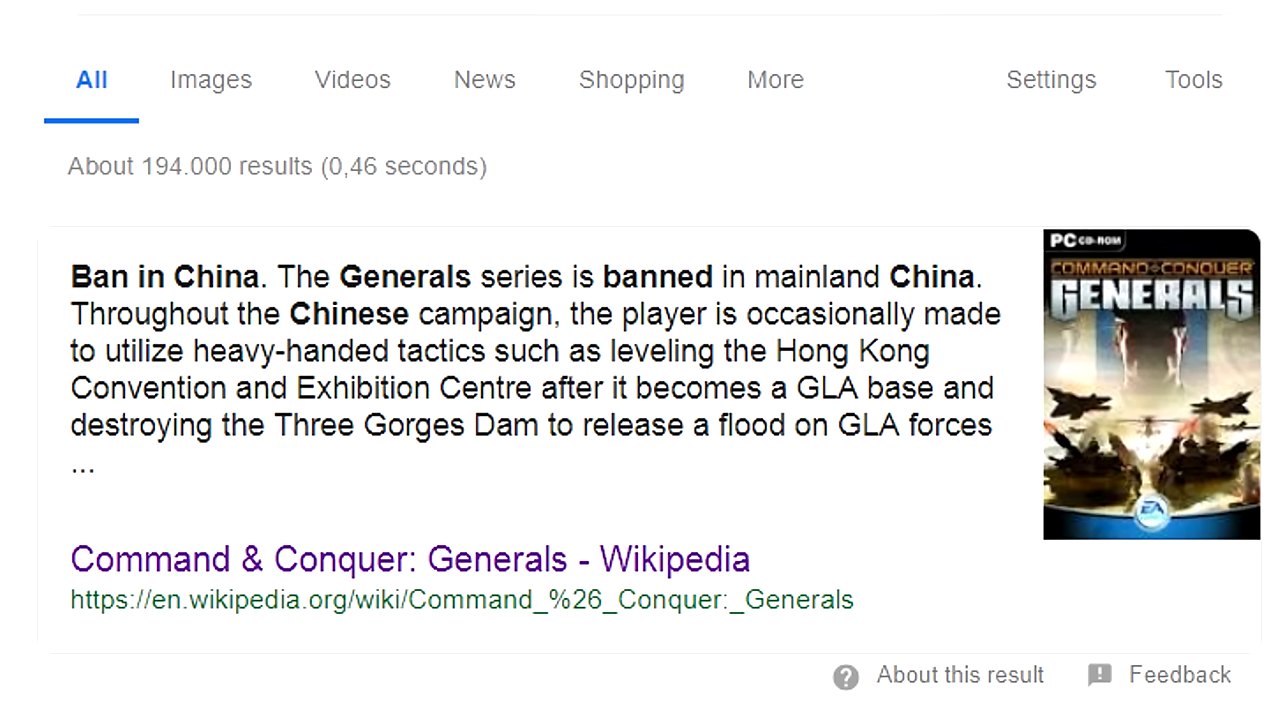 All Images Videos News Shopping More Settings Tools
About 194.000 results (0,46 seconds)
Ban in China. The Generals series is banned in mainland China.
Throughout the Chinese campaign, the player is occasionally made
to utilize heavy-handed tactics such as leveling the Hong Kong
Convention and Exhibition Centre after it becomes a GLA base and
destroying the Three Gorges Dam to release a flood on GLA forces
...
PC CD-ROM
COMMAND & CONQUER
GENERALS
EA
Command & Conquer: Generals - Wikipedia
https://en.wikipedia.org/wiki/Command_%26_Conquer:_Generals
About this result Feedback